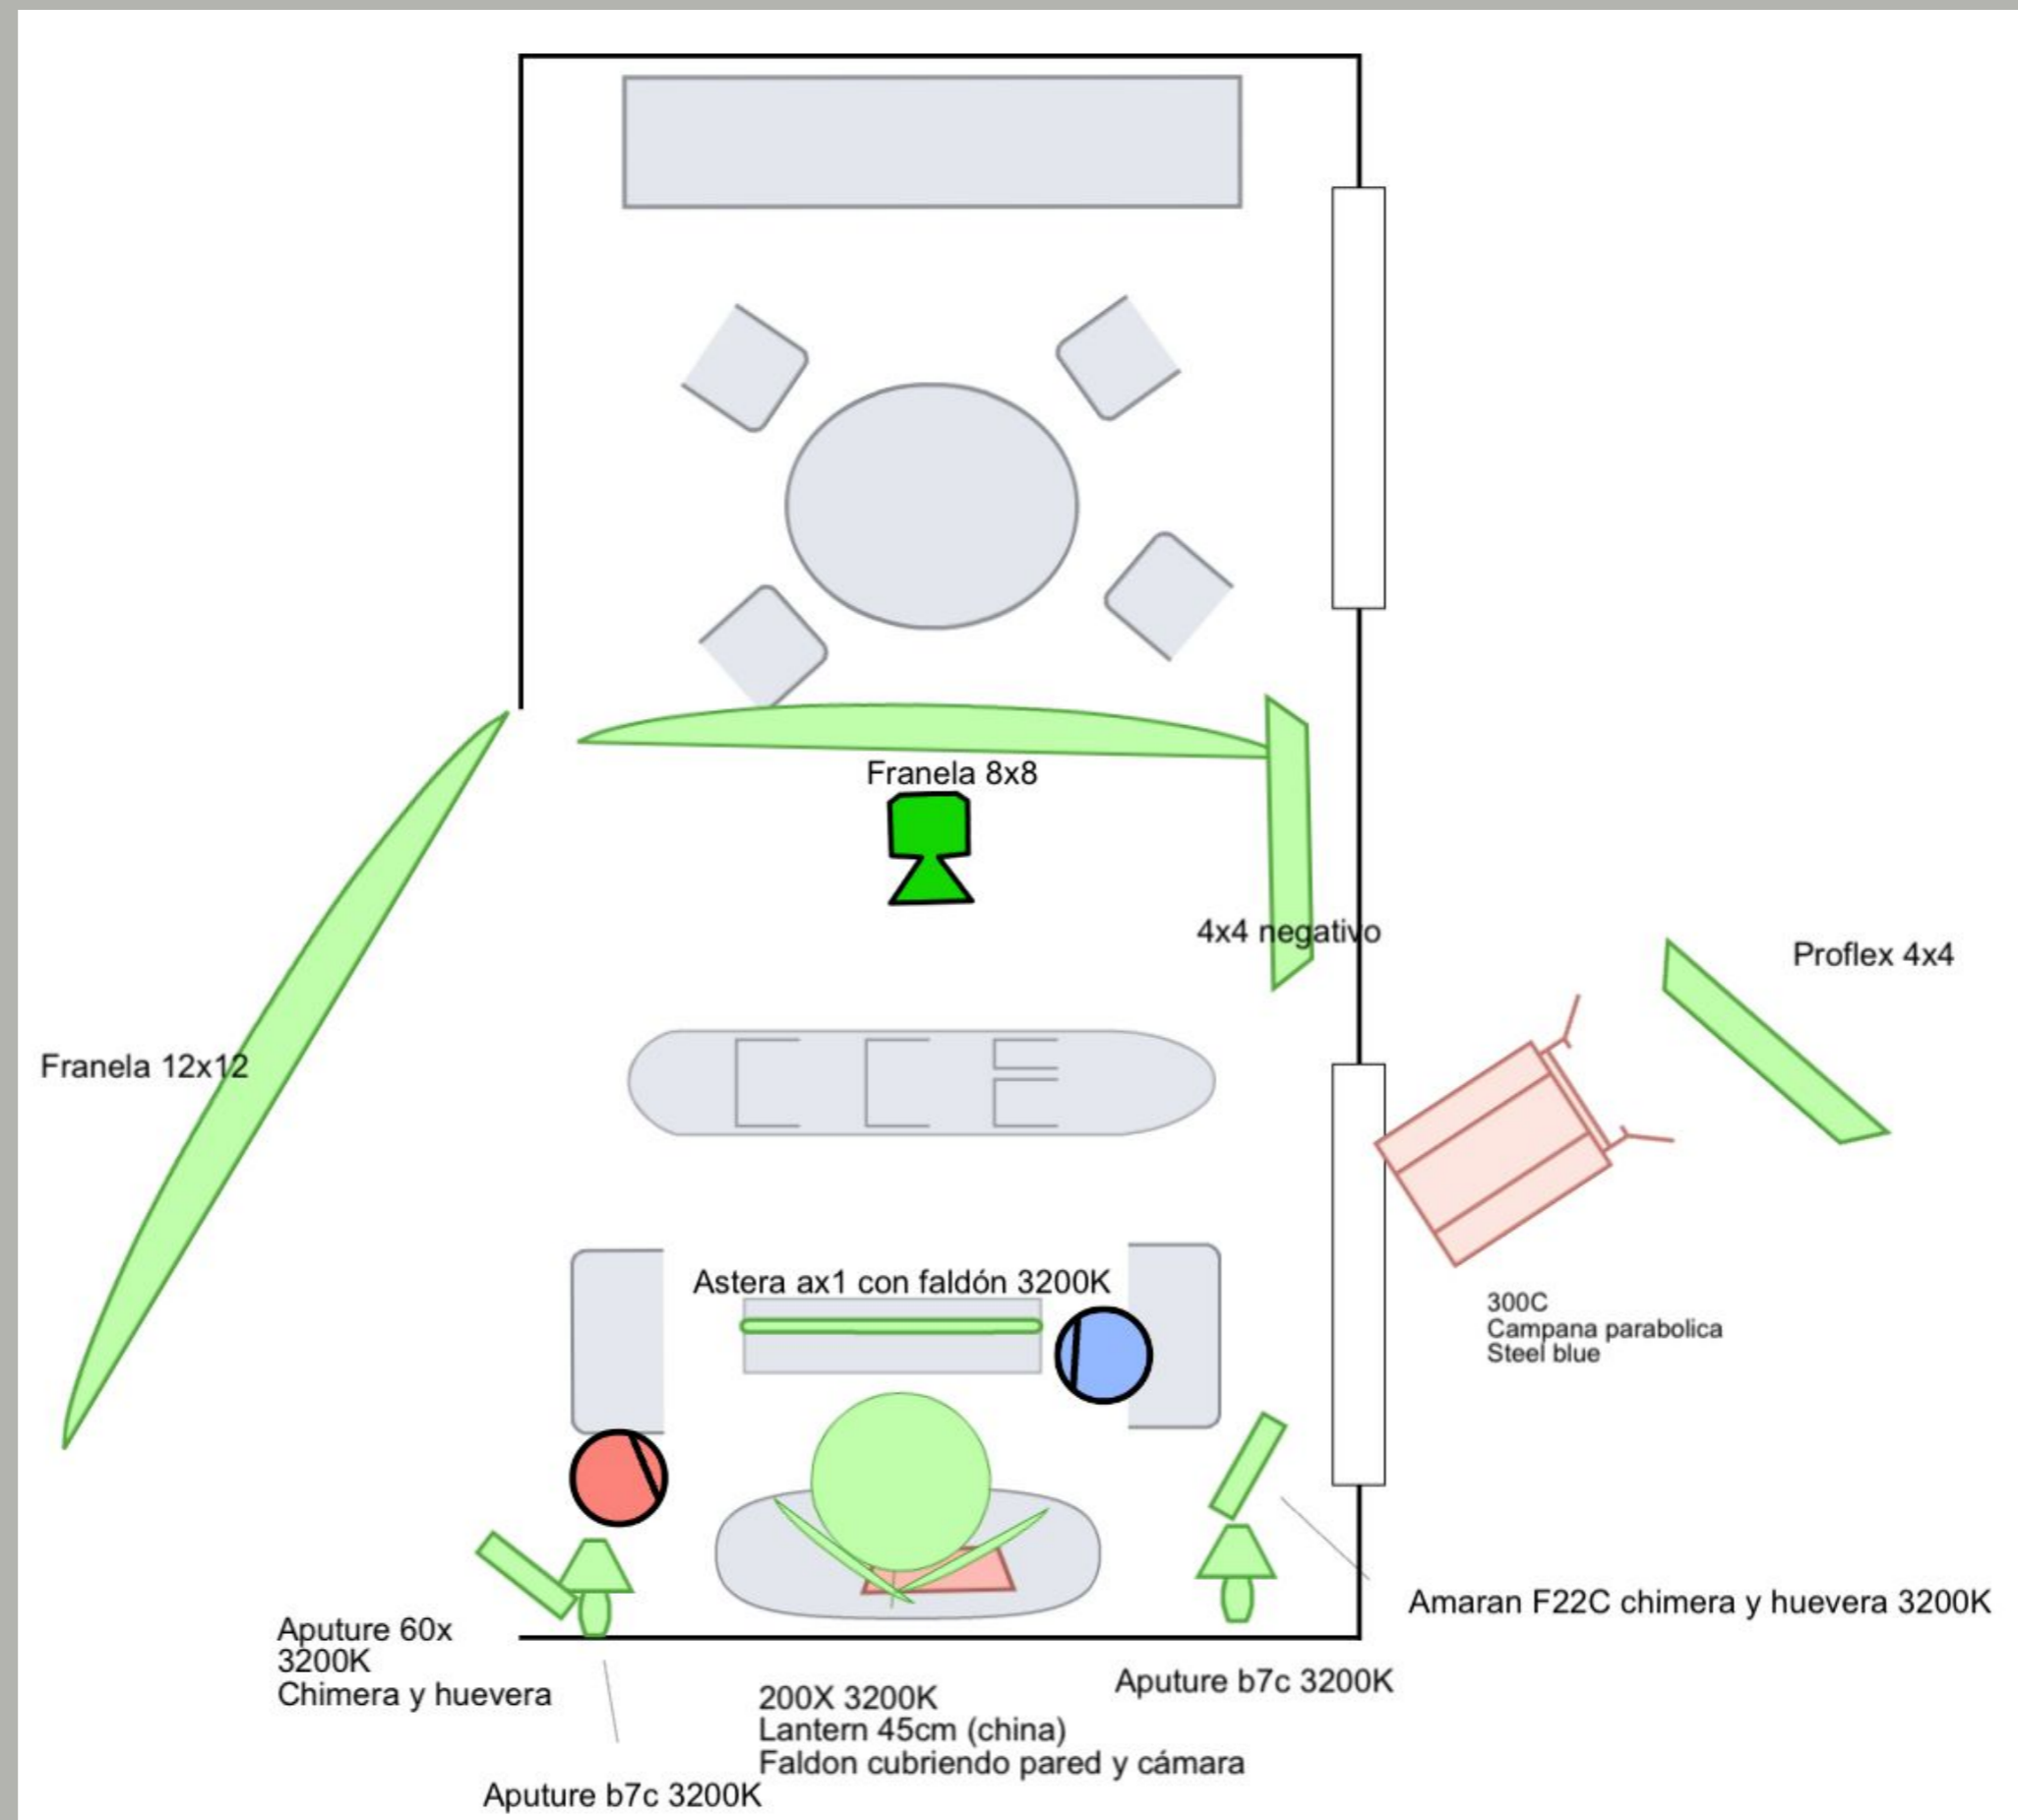 Franela 8x8
4x4 negativo
Proflex 4x4
Franela 12x12
Astera ax1 con faldón 3200K
300C
Campana parabolica
Steel blue
Amaran F22C chimera y huevera 3200K
Aputure 60x
3200K
Chimera y huevera
Aputure b7c 3200K
200X 3200K
Lantern 45cm (china)
Faldon cubriendo pared y cámara
Aputure b7c 3200K